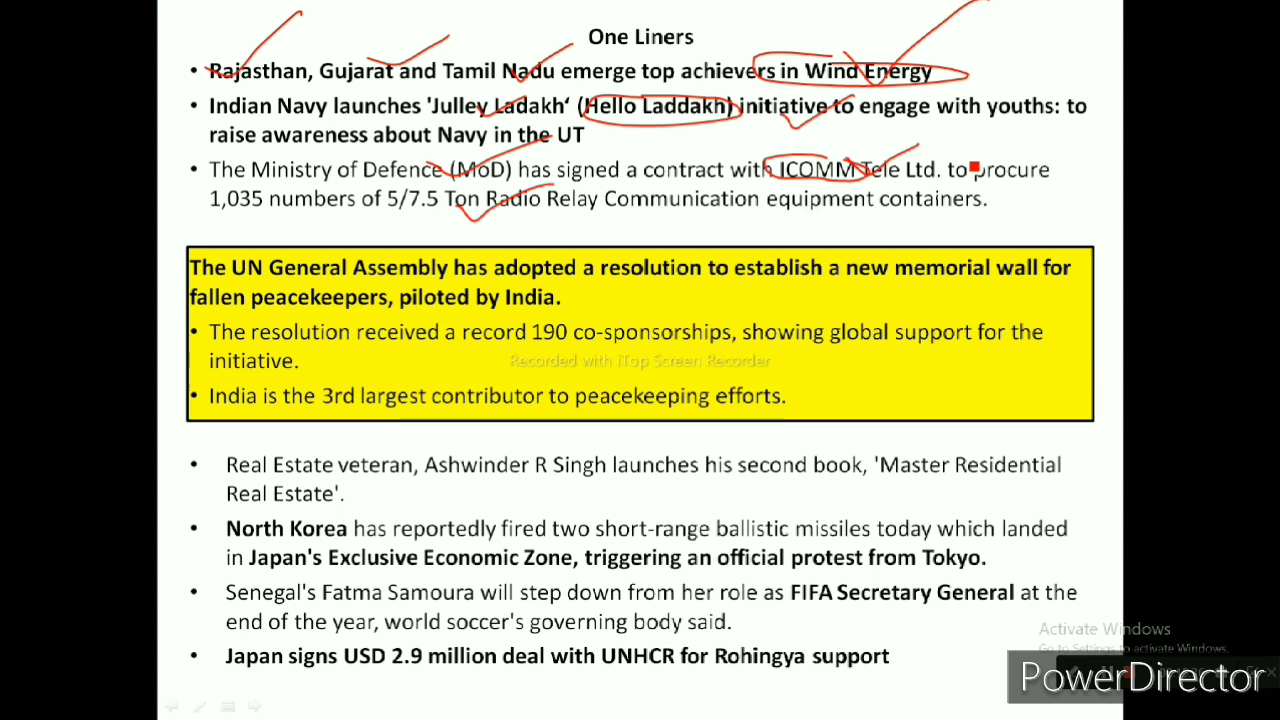 One Liners
• Rajasthan, Gujarat and Tamil Nadu emerge top achievers in Wind Energy
• Indian Navy launches 'Julley Ladakh‘ (Hello Laddakh) initiative to engage with youths: to
raise awareness about Navy in the UT
• The Ministry of Defence (MoD) has signed a contract with ICOMM Tele Ltd. to procure
1,035 numbers of 5/7.5 Ton Radio Relay Communication equipment containers.
The UN General Assembly has adopted a resolution to establish a new memorial wall for
fallen peacekeepers, piloted by India.
• The resolution received a record 190 co-sponsorships, showing global support for the
initiative.
Recorded with iTop Screen Recorder
• India is the 3rd largest contributor to peacekeeping efforts.
• Real Estate veteran, Ashwinder R Singh launches his second book, 'Master Residential
Real Estate'.
• North Korea has reportedly fired two short-range ballistic missiles today which landed
in Japan's Exclusive Economic Zone, triggering an official protest from Tokyo.
• Senegal's Fatma Samoura will step down from her role as FIFA Secretary General at the
end of the year, world soccer's governing body said.
• Japan signs USD 2.9 million deal with UNHCR for Rohingya support
Activate Windows
Go to Settings to activate Windows.
PowerDirector